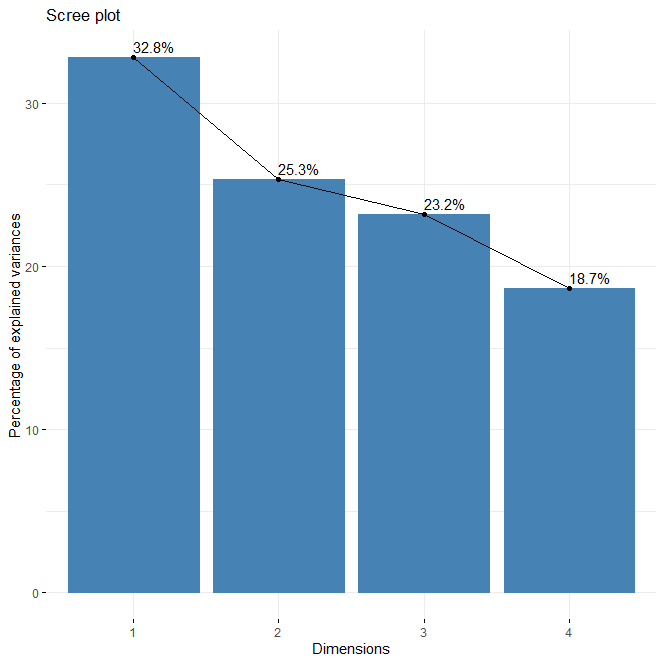 Scree plot
32.8%
25.3%
23.2%
18.7%
30
20
10
0
Percentage of explained variances
1 2 3 4
Dimensions